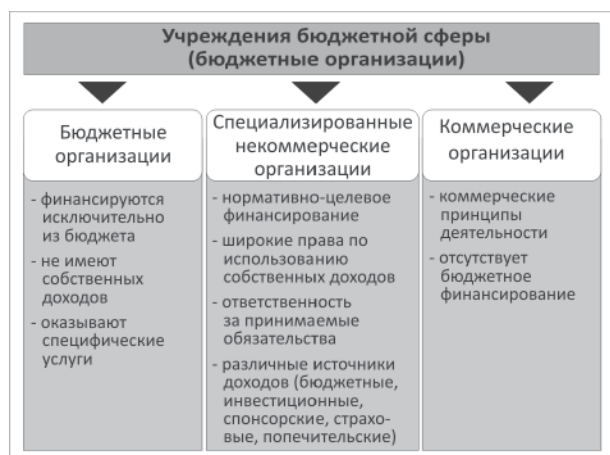 Учреждения бюджетной сферы
(бюджетные организации)
Бюджетные
организации
- финансируются
исключительно
из бюджета
- не имеют
собственных
доходов
- оказывают
специфические
услуги
Специализированные
некоммерческие
организации
- нормативно-целевое
финансирование
- широкие права по
использованию
собственных доходов
- ответственность
за принимаемые
обязательства
- различные источники
доходов (бюджетные,
инвестиционные,
спонсорские, страхо-
вые, попечительские)
Коммерческие
организации
- коммерческие
принципы
деятельности
- отсутствует
бюджетное
финансирование